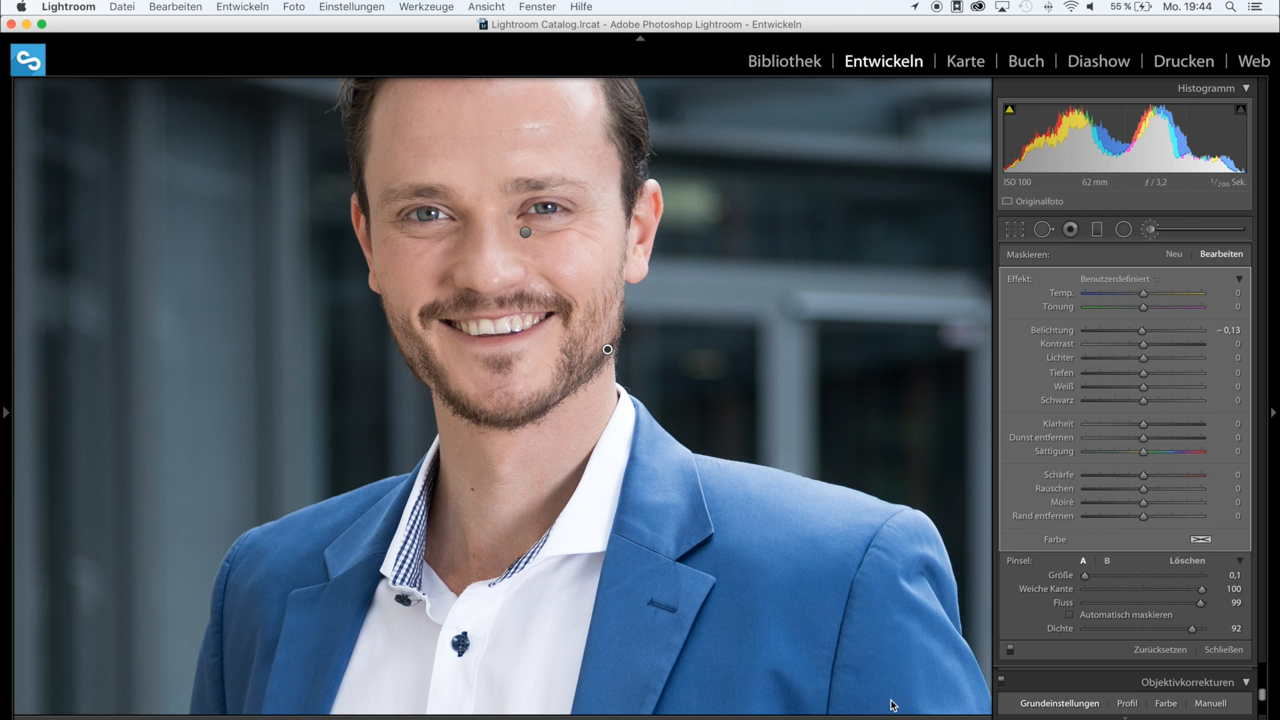 Lightroom Datei Bearbeiten Entwickeln Foto Einstellungen Werkzeuge Ansicht Fenster Hilfe 55 % Mo. 19:44
Lightroom Catalog.lrcat - Adobe Photoshop Lightroom - Entwickeln
Bibliothek | Entwickeln | Karte | Buch | Diashow | Drucken | Web
Histogramm
ISO 100 62 mm ƒ / 3,2 1/200 Sek.
Originalfoto
Maskieren: Neu Bearbeiten
Effekt: Benutzerdefiniert
Temp. 0
Tönung 0
Belichtung – 0,13
Kontrast 0
Lichter 0
Tiefen 0
Weiß 0
Schwarz 0
Klarheit 0
Dunst entfernen 0
Sättigung 0
Schärfe 0
Rauschen 0
Moirè 0
Rand entfernen 0
Farbe
Pinsel: A B Löschen
Größe 0,1
Weiche Kante 100
Fluss 99
Automatisch maskieren
Dichte 92
Zurücksetzen Schließen
Objektivkorrekturen
Grundeinstellungen Profil Farbe Manuell